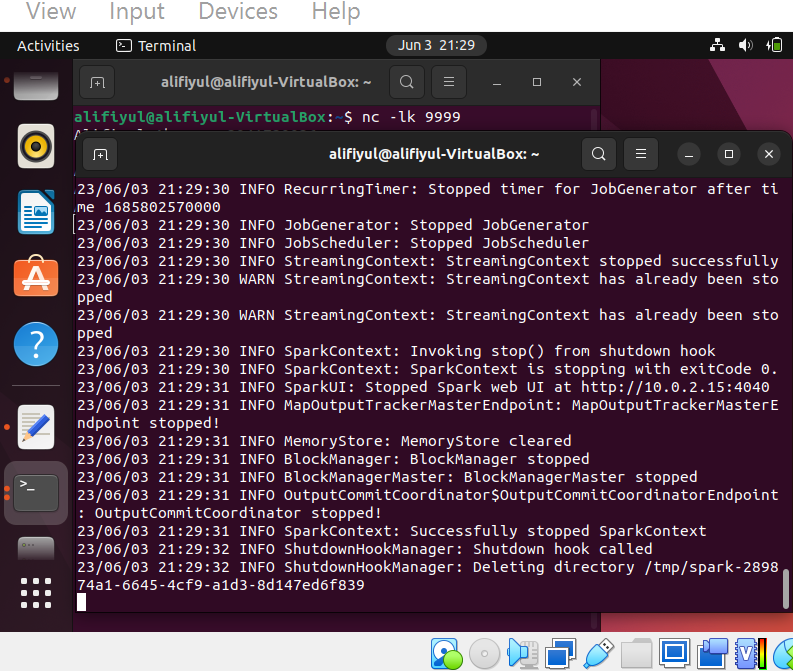 View Input Devices Help
Activities Terminal Jun 3 21:29
alifiyul@alifiyul-VirtualBox: ~
alifiyul@alifiyul-VirtualBox:~$ nc -lk 9999
alifiyul@alifiyul-VirtualBox: ~
23/06/03 21:29:30 INFO RecurringTimer: Stopped timer for JobGenerator after ti
me 1685802570000
23/06/03 21:29:30 INFO JobGenerator: Stopped JobGenerator
23/06/03 21:29:30 INFO JobScheduler: Stopped JobScheduler
23/06/03 21:29:30 INFO StreamingContext: StreamingContext stopped successfully
23/06/03 21:29:30 WARN StreamingContext: StreamingContext has already been sto
pped
23/06/03 21:29:30 WARN StreamingContext: StreamingContext has already been sto
pped
23/06/03 21:29:30 INFO SparkContext: Invoking stop() from shutdown hook
23/06/03 21:29:30 INFO SparkContext: SparkContext is stopping with exitCode 0.
23/06/03 21:29:31 INFO SparkUI: Stopped Spark web UI at http://10.0.2.15:4040
23/06/03 21:29:31 INFO MapOutputTrackerMasterEndpoint: MapOutputTrackerMasterE
ndpoint stopped!
23/06/03 21:29:31 INFO MemoryStore: MemoryStore cleared
23/06/03 21:29:31 INFO BlockManager: BlockManager stopped
23/06/03 21:29:31 INFO BlockManagerMaster: BlockManagerMaster stopped
23/06/03 21:29:31 INFO OutputCommitCoordinator$OutputCommitCoordinatorEndpoint
: OutputCommitCoordinator stopped!
23/06/03 21:29:31 INFO SparkContext: Successfully stopped SparkContext
23/06/03 21:29:32 INFO ShutdownHookManager: Shutdown hook called
23/06/03 21:29:32 INFO ShutdownHookManager: Deleting directory /tmp/spark-2898
74a1-6645-4cf9-a1d3-8d147ed6f839